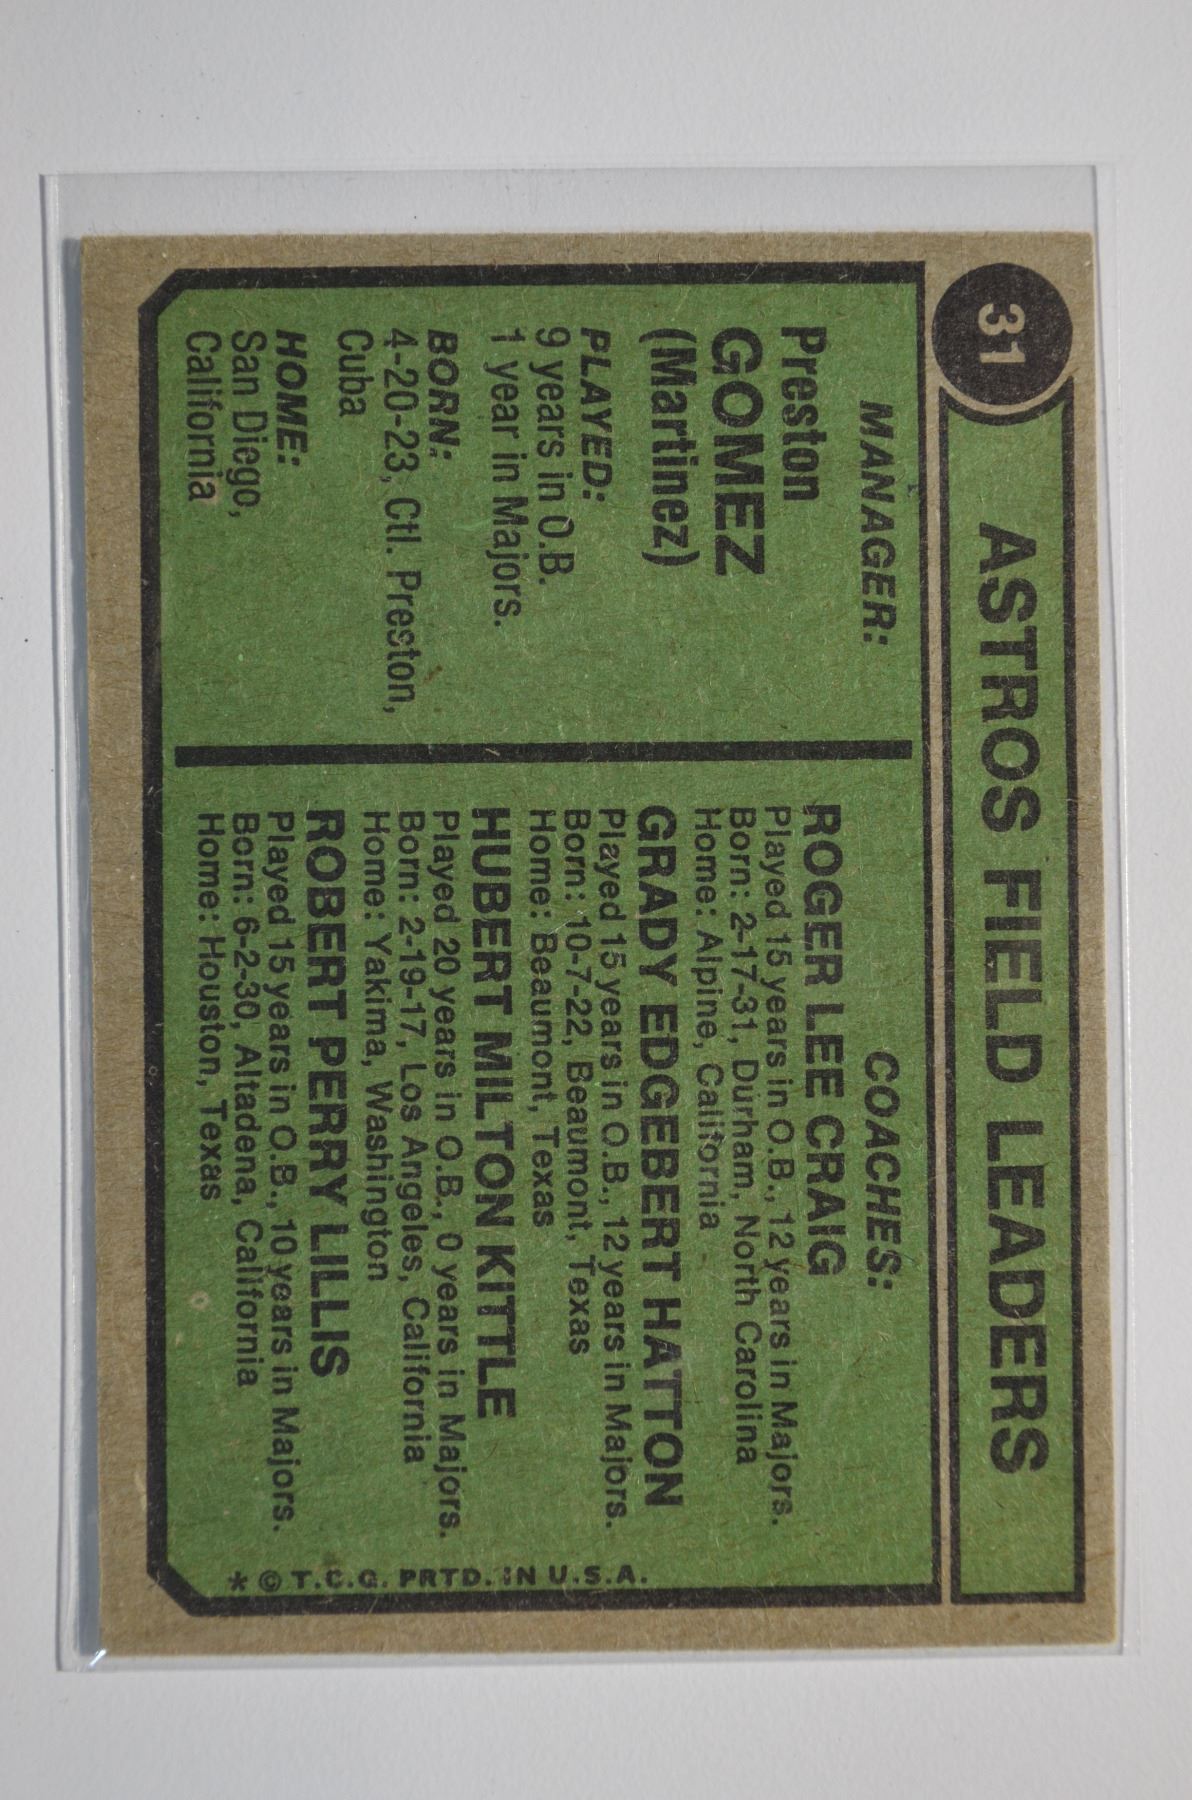 31
ASTROS FIELD LEADERS
MANAGER:
Preston
GOMEZ
(Martinez)
PLAYED:
9 years in O.B.
1 year in Majors.
BORN:
4-20-23, Ctl. Preston,
Cuba
HOME:
San Diego,
California
COACHES:
ROGER LEE CRAIG
Played 15 years in O.B., 12 years in Majors.
Born: 2-17-31, Durham, North Carolina
Home: Alpine, California
GRADY EDGEBERT HATTON
Played 15 years in O.B., 12 years in Majors.
Born: 10-7-22, Beaumont, Texas
Home: Beaumont, Texas
HUBERT MILTON KITTLE
Played 20 years in O.B., 0 years in Majors.
Born: 2-19-17, Los Angeles, California
Home: Yakima, Washington
ROBERT PERRY LILLIS
Played 15 years in O.B., 10 years in Majors.
Born: 6-2-30, Altadena, California
Home: Houston, Texas
* © T.C.G. PRTD. IN U.S.A.